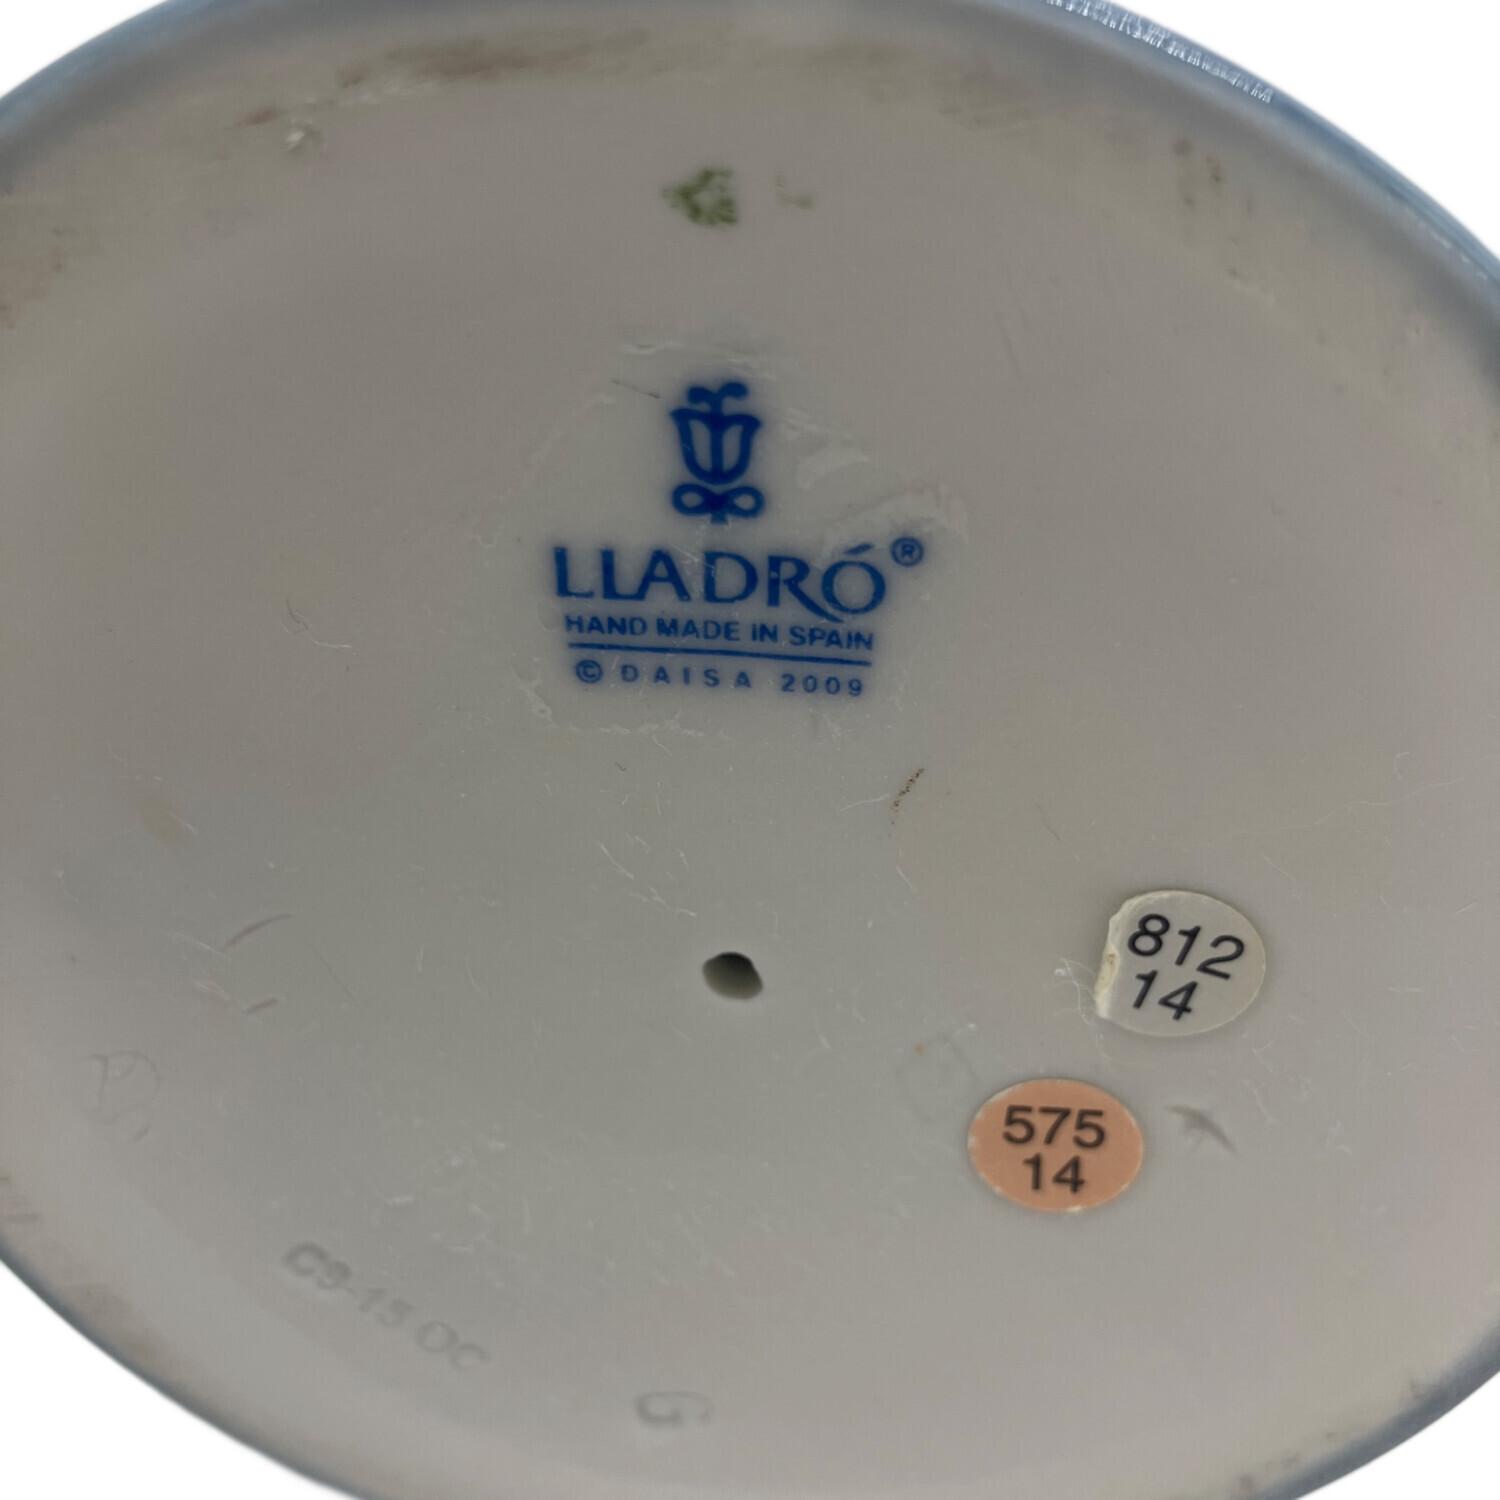 LLADRÓ®
HAND MADE IN SPAIN
© DAISA 2009
812
14
575
14
G